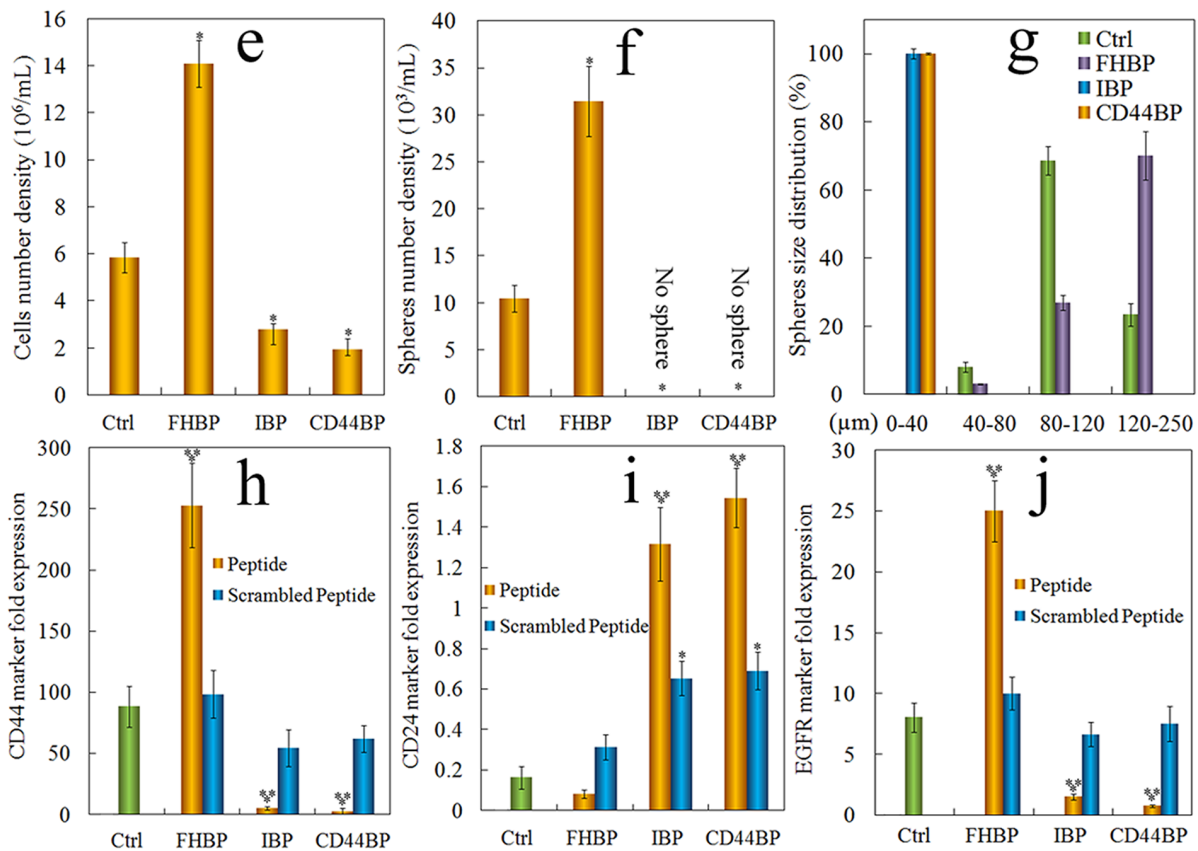 e
Cells number density (10⁶/mL)
16
14
12
10
8
6
4
2
0
*
*
*
Ctrl FHBP IBP CD44BP
f
Spheres number density (10³/mL)
40
35
30
25
20
15
10
5
0
*
No sphere *
No sphere *
Ctrl FHBP IBP CD44BP
g
Spheres size distribution (%)
100
80
60
40
20
0
Ctrl
FHBP
IBP
CD44BP
(µm) 0-40 40-80 80-120 120-250
h
CD44 marker fold expression
300
250
200
150
100
50
0
***
***
***
Peptide
Scrambled Peptide
Ctrl FHBP IBP CD44BP
i
CD24 marker fold expression
1.8
1.6
1.4
1.2
1
0.8
0.6
0.4
0.2
0
***
***
*
*
Peptide
Scrambled Peptide
Ctrl FHBP IBP CD44BP
j
EGFR marker fold expression
30
25
20
15
10
5
0
***
***
***
Peptide
Scrambled Peptide
Ctrl FHBP IBP CD44BP